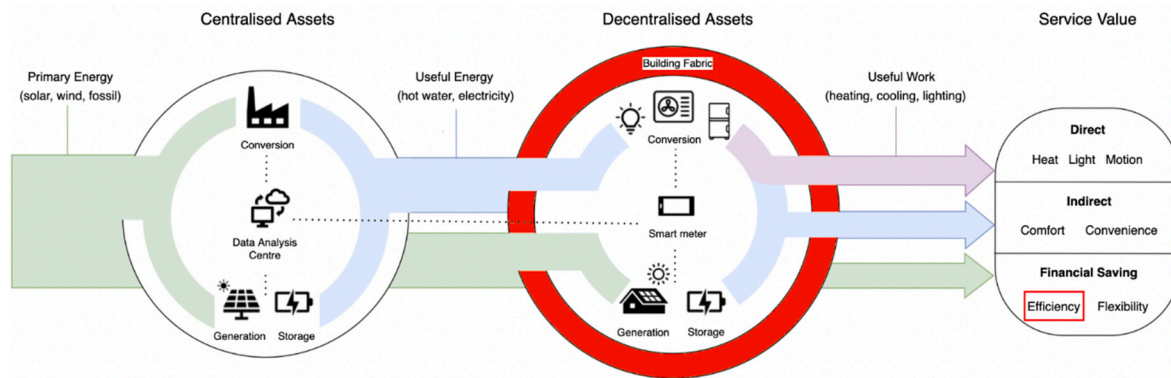 Centralised Assets
Decentralised Assets
Service Value
Primary Energy
(solar, wind, fossil)
Useful Energy
(hot water, electricity)
Building Fabric
Useful Work
(heating, cooling, lighting)
Conversion
Data Analysis
Centre
Generation
Storage
Conversion
Smart meter
Generation
Storage
Direct
Heat Light Motion
Indirect
Comfort Convenience
Financial Saving
Efficiency Flexibility